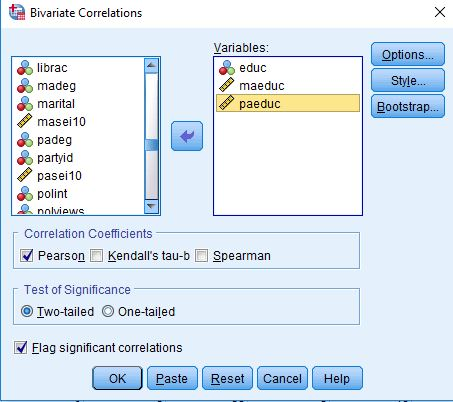 Bivariate Correlations
librac
madeg
marital
masei10
padeg
partyid
pasei10
polint
polviews
Variables:
educ
maeduc
paeduc
Options...
Style...
Bootstrap...
Correlation Coefficients
Pearson Kendall's tau-b Spearman
Test of Significance
Two-tailed One-tailed
Flag significant correlations
OK Paste Reset Cancel Help